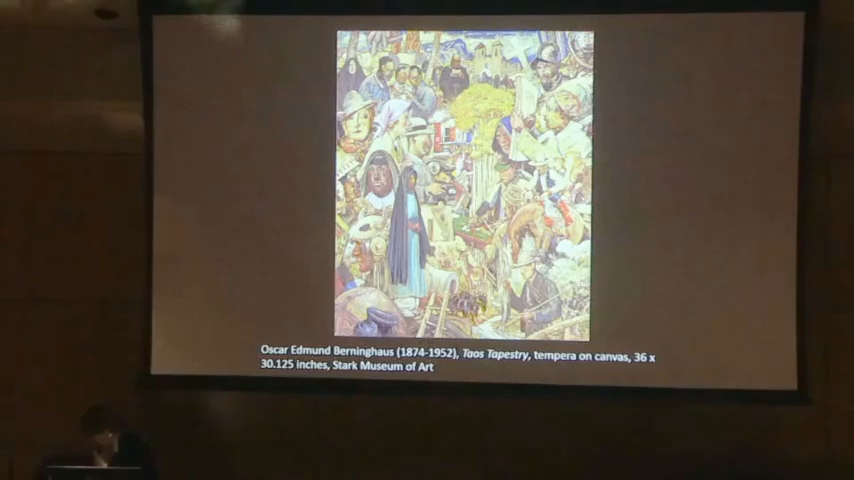 Oscar Edmund Berninghaus (1874-1952), Taos Tapestry, tempera on canvas, 36 x
30.125 inches, Stark Museum of Art